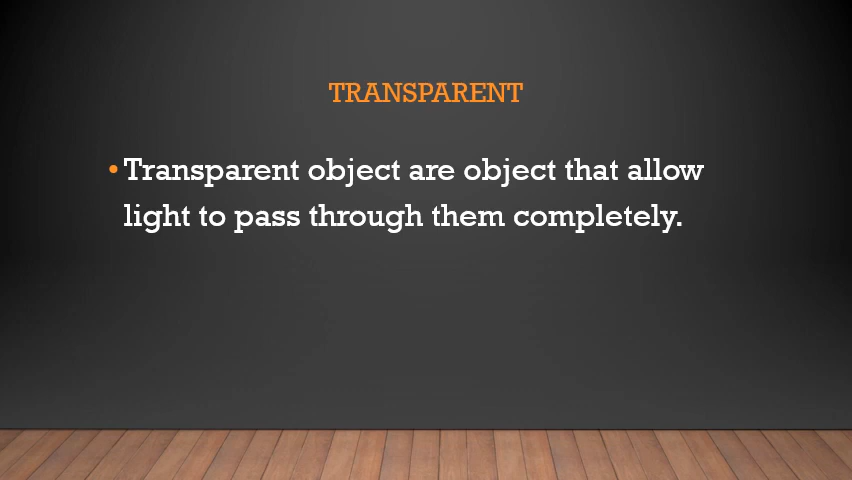 TRANSPARENT
•Transparent object are object that allow
light to pass through them completely.